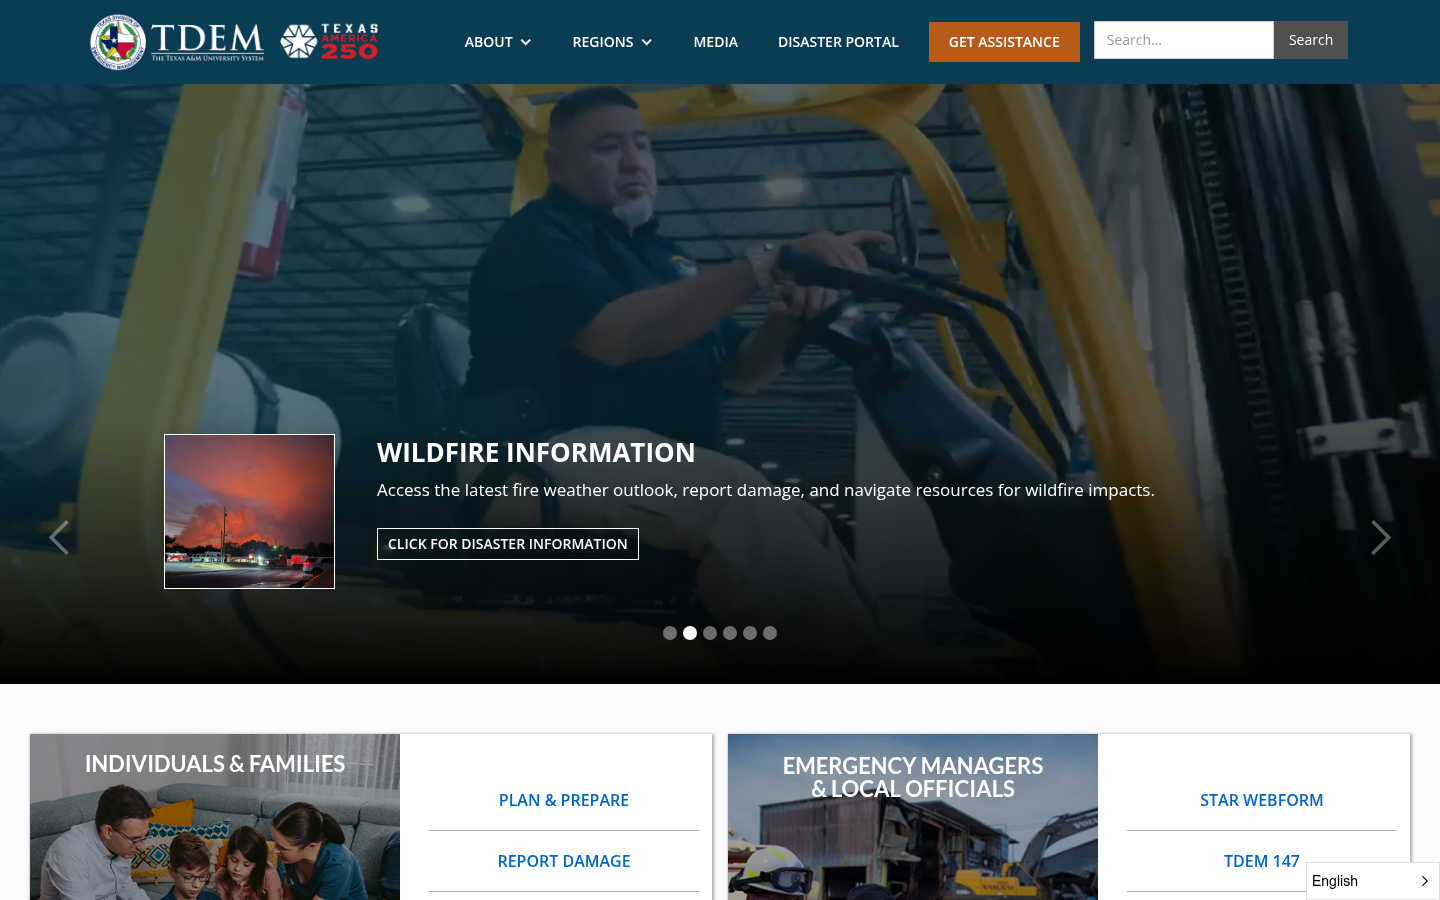 TDEM
THE TEXAS A&M UNIVERSITY SYSTEM
TEXAS
AMERICA
250
ABOUT
REGIONS
MEDIA
DISASTER PORTAL
GET ASSISTANCE
Search...
Search
WILDFIRE INFORMATION
Access the latest fire weather outlook, report damage, and navigate resources for wildfire impacts.
CLICK FOR DISASTER INFORMATION
INDIVIDUALS & FAMILIES
PLAN & PREPARE
REPORT DAMAGE
EMERGENCY MANAGERS
& LOCAL OFFICIALS
VOLVO
STAR WEBFORM
TDEM 147
English